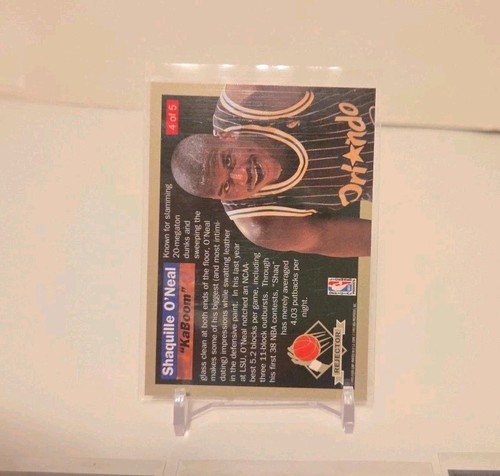 Shaquille O'Neal
"KaBoom"
4 of 5
Known for slamming
20-megaton
dunks and
sweeping the
glass clean at both ends of the floor, O'Neal
makes some of his biggest (and most intimi-
dating) impressions while swatting leather
in the defensive paint. In his last year
at LSU, O'Neal notched an NCAA-
best 5.2 blocks per game, including
three 11-block outbursts. Through
his first 38 NBA contests, "Shaq
has merely averaged
4.03 putbacks per
night.
Orlando
REJECTORS
NBA